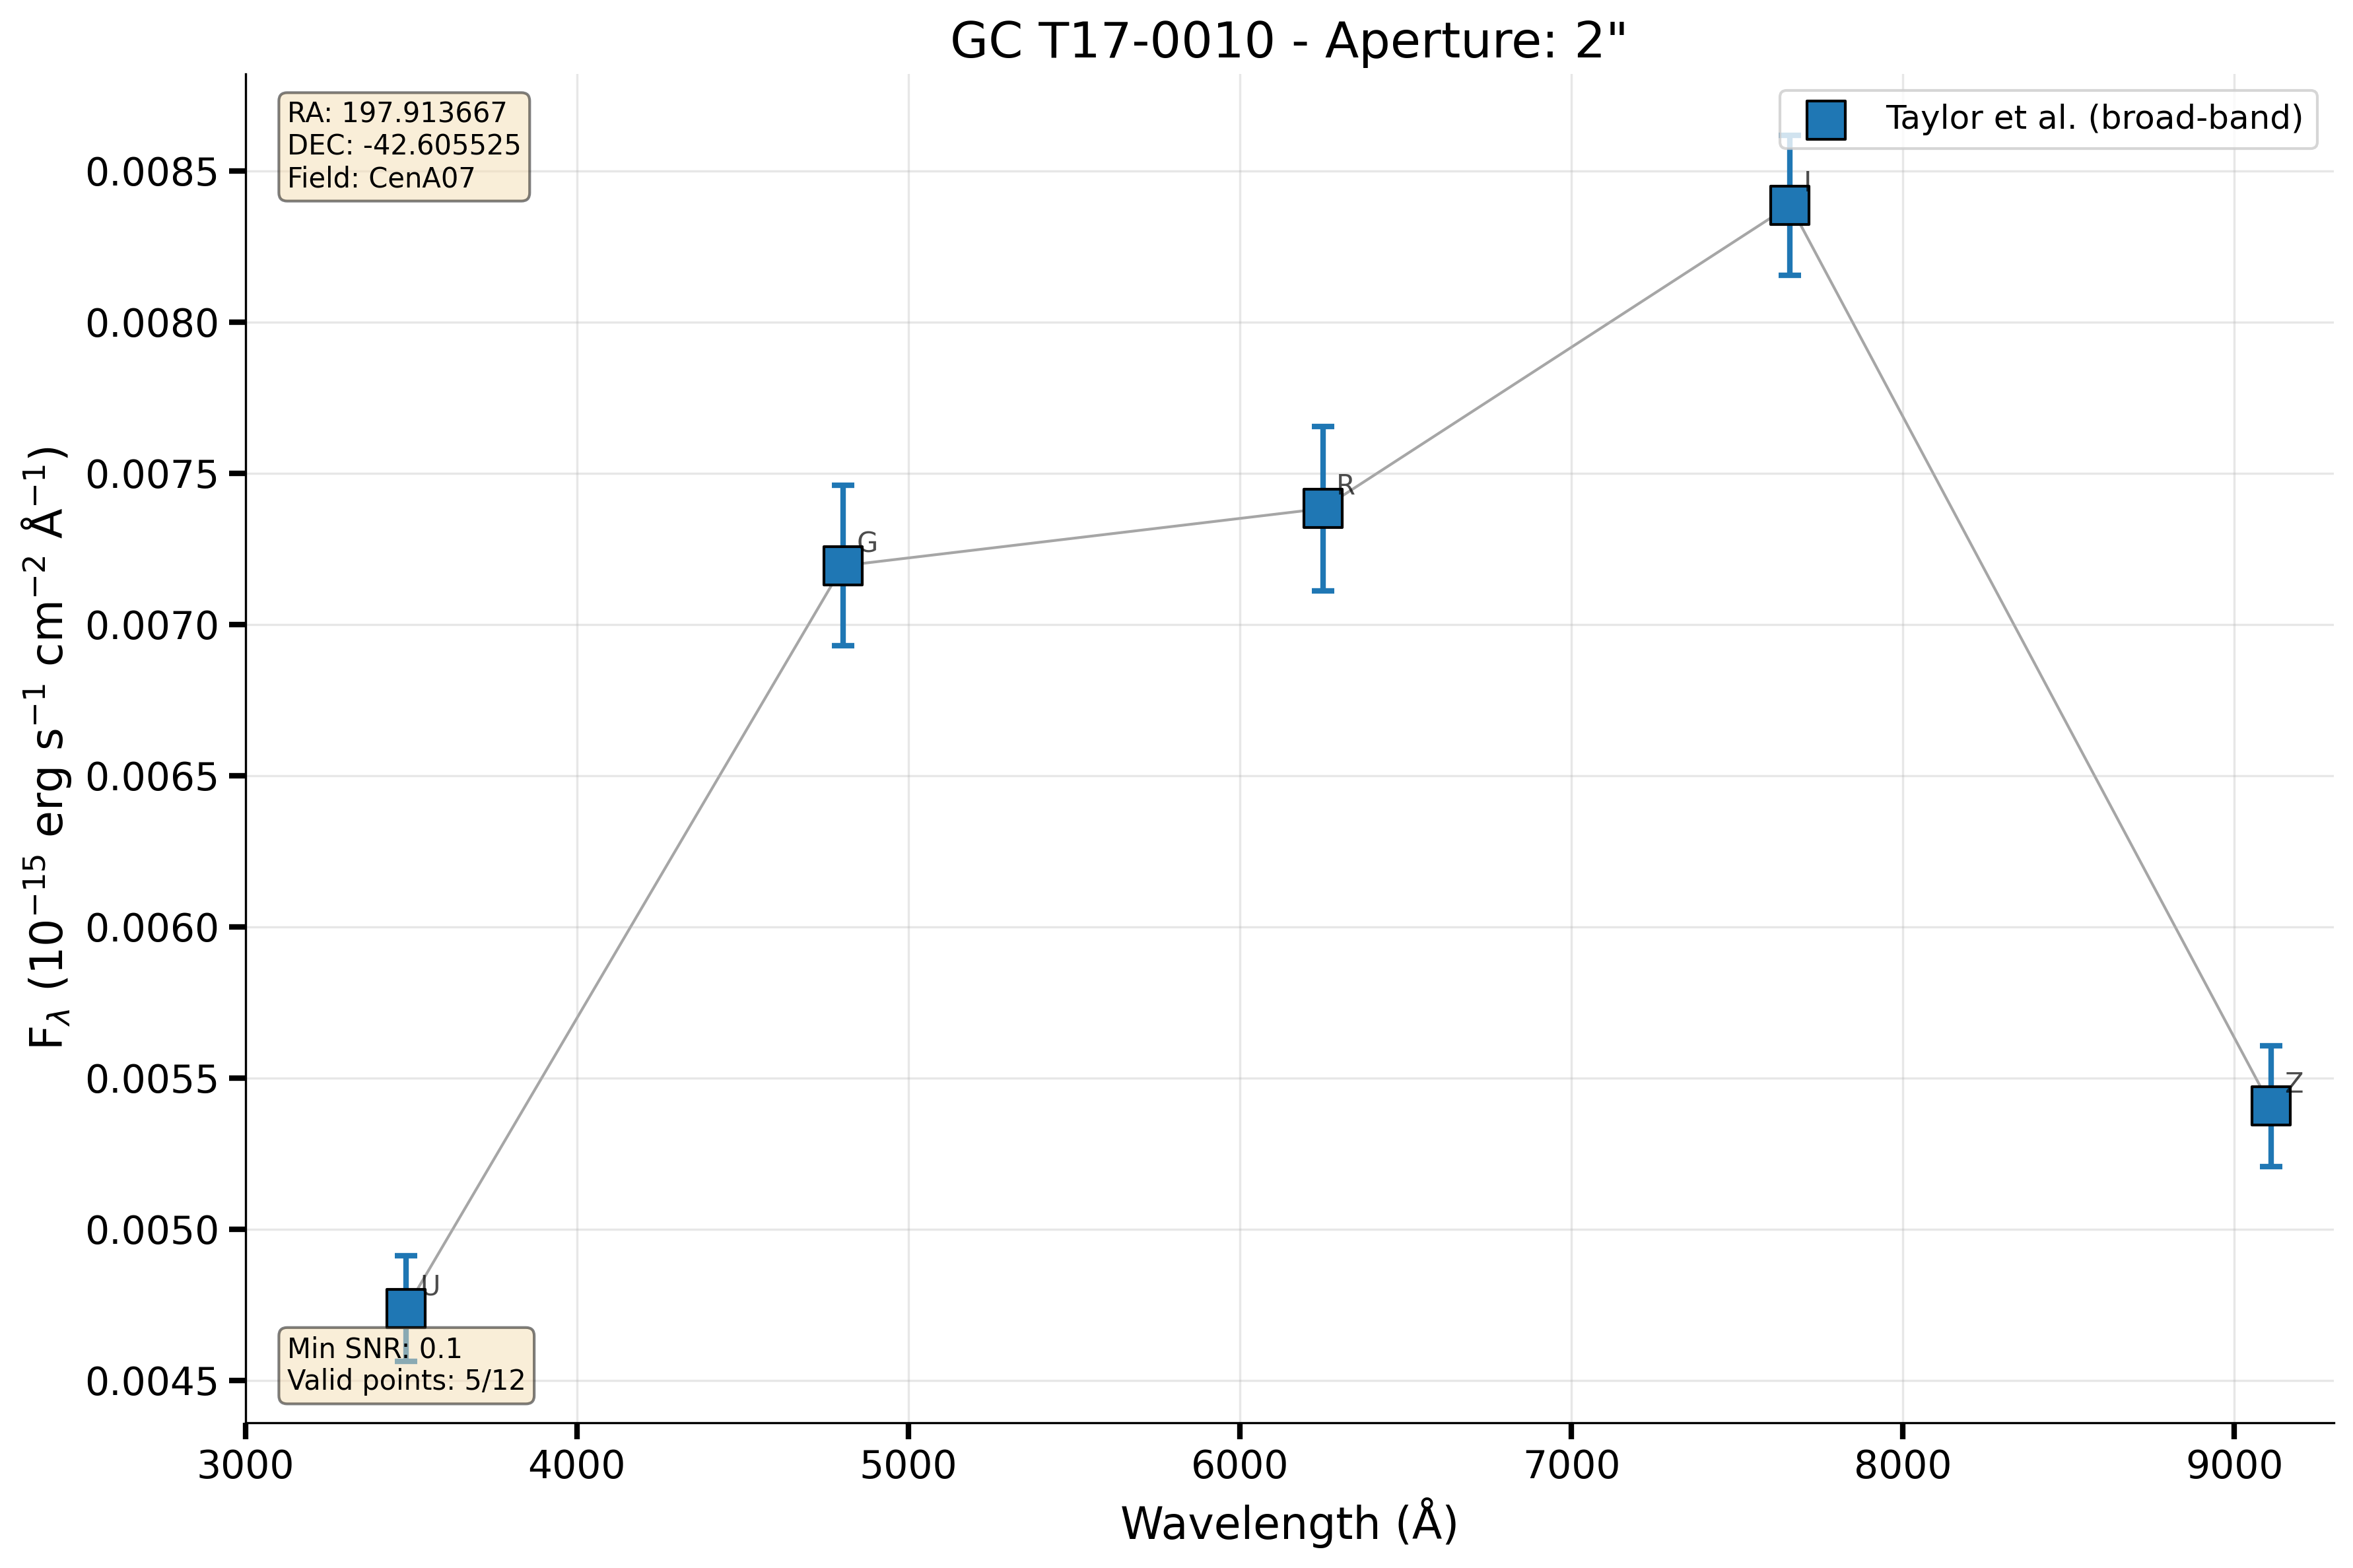 GC T17-0010 - Aperture: 2"
RA: 197.913667
DEC: -42.605525
Field: CenA07
Taylor et al. (broad-band)
0.0085
0.0080
0.0075
0.0070
0.0065
0.0060
0.0055
0.0050
0.0045
F_λ (10⁻¹⁵ erg s⁻¹ cm⁻² Å⁻¹)
U
G
R
I
Z
Min SNR: 0.1
Valid points: 5/12
3000 4000 5000 6000 7000 8000 9000
Wavelength (Å)